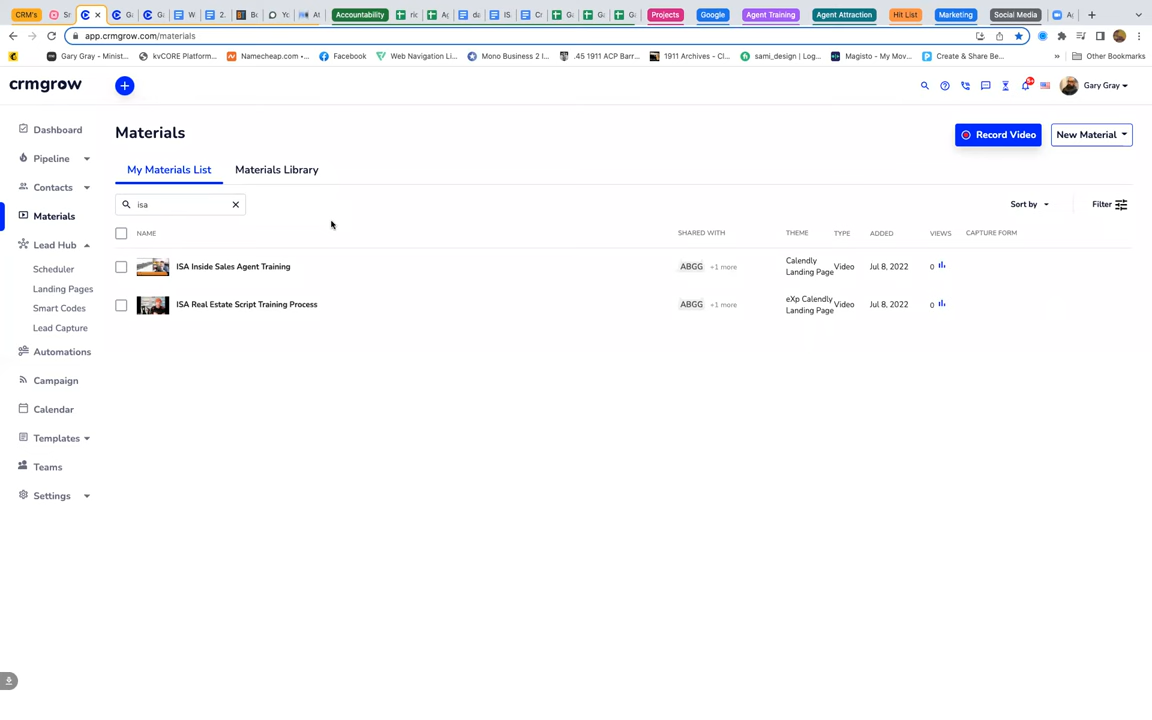 CRM's Accountability Projects Google Agent Training Agent Attraction Hit List Marketing Social Media
app.crmgrow.com/materials
Gary Gray - Minist... kvCORE Platform... Namecheap.com •... Facebook Web Navigation Li... Mono Business 2 I... .45 1911 ACP Barr... 1911 Archives - Cl... sami_design | Log... Magisto - My Mov... Create & Share Be... » Other Bookmarks
crmgrow
Gary Gray
Dashboard
Pipeline
Contacts
Materials
Lead Hub
Scheduler
Landing Pages
Smart Codes
Lead Capture
Automations
Campaign
Calendar
Templates
Teams
Settings
Materials
Record Video New Material
My Materials List Materials Library
isa
Sort by Filter
NAME SHARED WITH THEME TYPE ADDED VIEWS CAPTURE FORM
ISA Inside Sales Agent Training ABGG +1 more Calendly Landing Page Video Jul 8, 2022 0
ISA Real Estate Script Training Process ABGG +1 more eXp Calendly Landing Page Video Jul 8, 2022 0